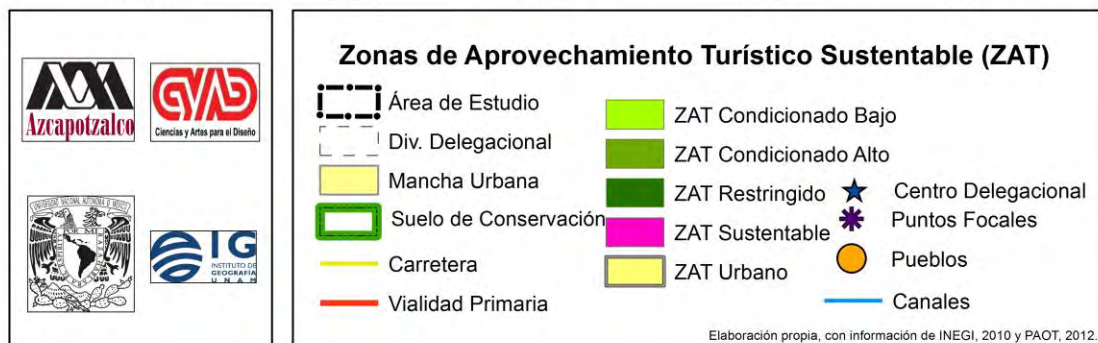 Azcapotzalco
CYAD
Ciencias y Artes para el Diseño
IG
INSTITUTO DE
GEOGRAFÍA
UNAM
Zonas de Aprovechamiento Turístico Sustentable (ZAT)
Área de Estudio
Div. Delegacional
Mancha Urbana
Suelo de Conservación
Carretera
Vialidad Primaria
ZAT Condicionado Bajo
ZAT Condicionado Alto
ZAT Restringido
ZAT Sustentable
ZAT Urbano
Centro Delegacional
Puntos Focales
Pueblos
Canales
Elaboración propia, con información de INEGI, 2010 y PAOT, 2012.